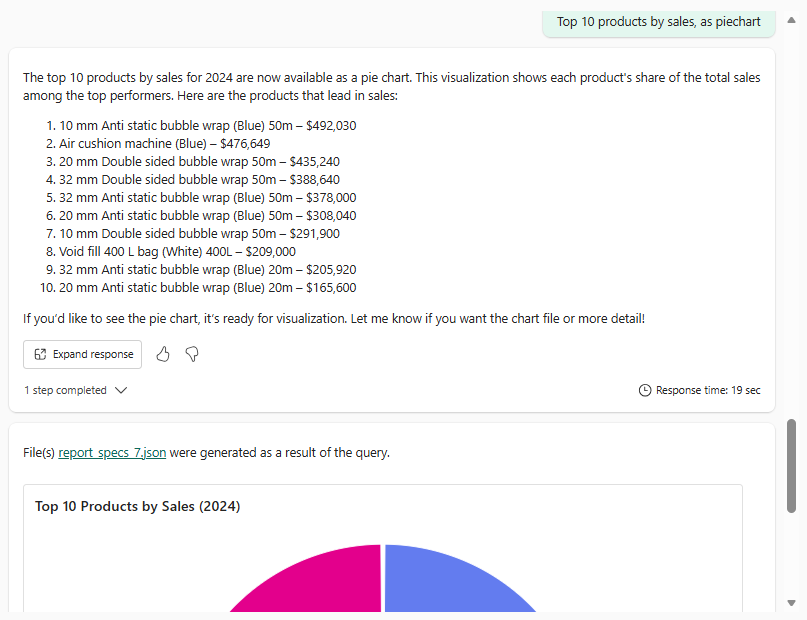 Top 10 products by sales, as piechart
The top 10 products by sales for 2024 are now available as a pie chart. This visualization shows each product's share of the total sales
among the top performers. Here are the products that lead in sales:
1. 10 mm Anti static bubble wrap (Blue) 50m – $492,030
2. Air cushion machine (Blue) – $476,649
3. 20 mm Double sided bubble wrap 50m – $435,240
4. 32 mm Double sided bubble wrap 50m – $388,640
5. 32 mm Anti static bubble wrap (Blue) 50m – $378,000
6. 20 mm Anti static bubble wrap (Blue) 50m – $308,040
7. 10 mm Double sided bubble wrap 50m – $291,900
8. Void fill 400 L bag (White) 400L – $209,000
9. 32 mm Anti static bubble wrap (Blue) 20m – $205,920
10. 20 mm Anti static bubble wrap (Blue) 20m – $165,600
If you'd like to see the pie chart, it's ready for visualization. Let me know if you want the chart file or more detail!
Expand response
1 step completed
Response time: 19 sec
File(s) report_specs_7.json were generated as a result of the query.
Top 10 Products by Sales (2024)